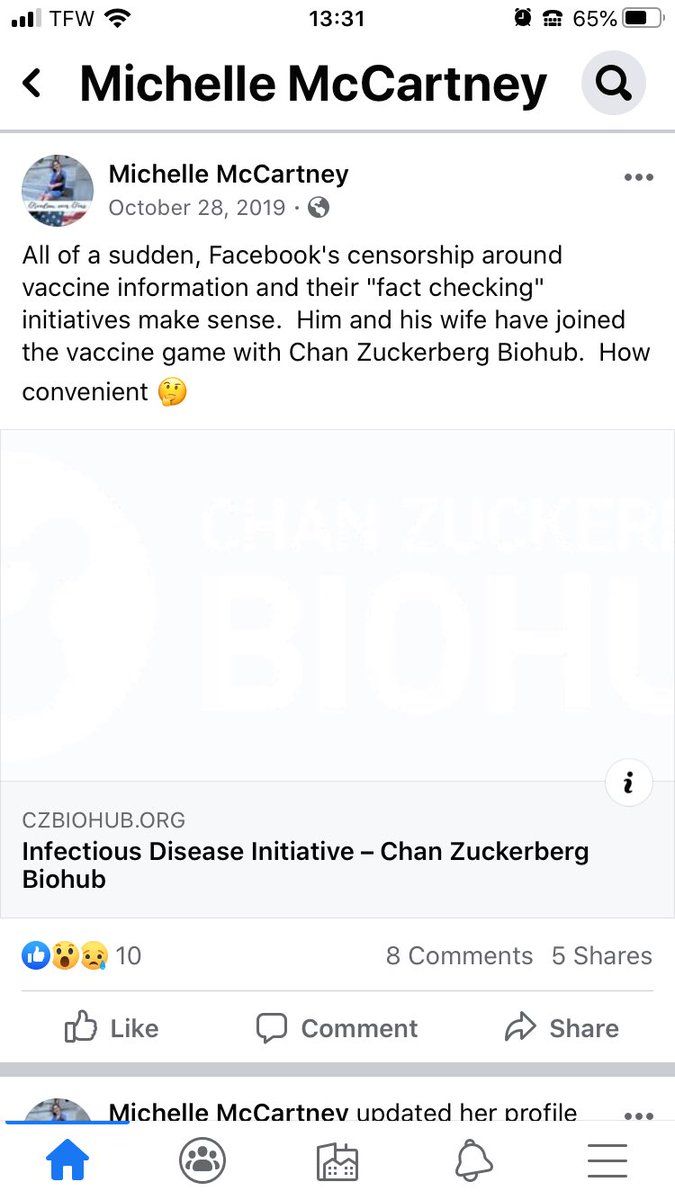 TFW 13:31 65%
Michelle McCartney
Michelle McCartney
October 28, 2019 ·
All of a sudden, Facebook's censorship around
vaccine information and their "fact checking"
initiatives make sense.  Him and his wife have joined
the vaccine game with Chan Zuckerberg Biohub.  How
convenient 🤔
CHAN ZUCKER
BIOHU
i
CZBIOHUB.ORG
Infectious Disease Initiative – Chan Zuckerberg
Biohub
10 8 Comments 5 Shares
Like Comment Share
Michelle McCartney updated her profile